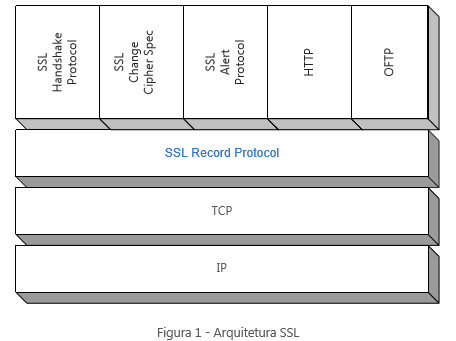 SSL
Handshake
Protocol
SSL
Change
Cipher Spec
SSL
Alert
Protocol
HTTP
OFTP
SSL Record Protocol
TCP
IP
Figura 1 - Arquitetura SSL